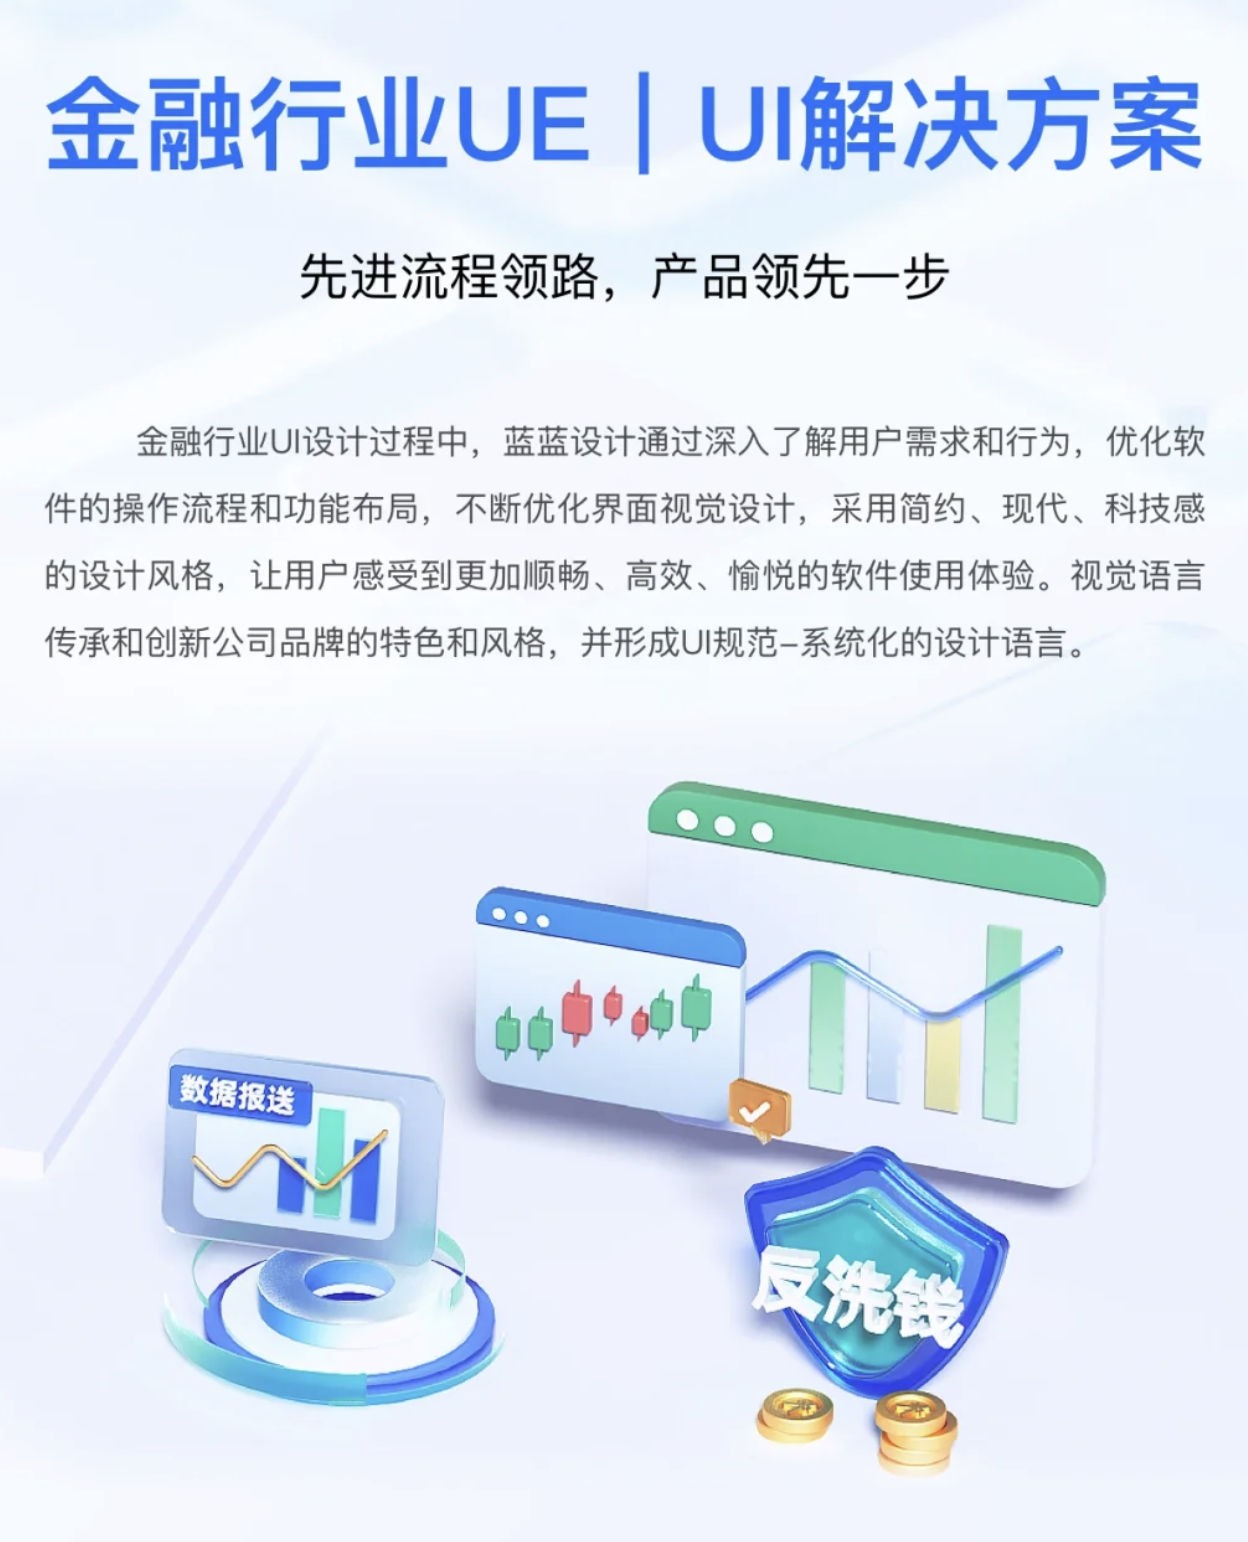 金融行业UE｜UI解决方案
先进流程领路，产品领先一步
金融行业UI设计过程中，蓝蓝设计通过深入了解用户需求和行为，优化软
件的操作流程和功能布局，不断优化界面视觉设计，采用简约、现代、科技感
的设计风格，让用户感受到更加顺畅、高效、愉悦的软件使用体验。视觉语言
传承和创新公司品牌的特色和风格，并形成UI规范–系统化的设计语言。
数据报送
反洗钱